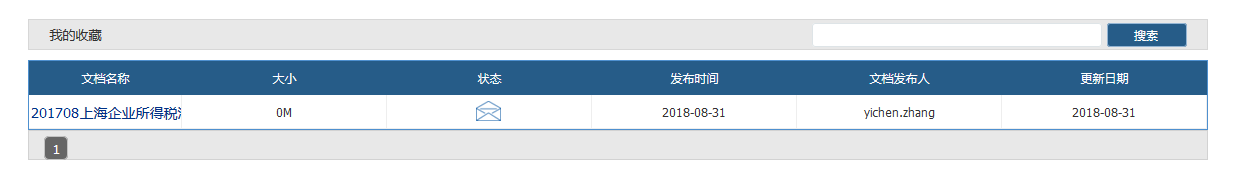 我的收藏
搜索
文档名称 大小 状态 发布时间 文档发布人 更新日期
201708上海企业所得税 0M 2018-08-31 yichen.zhang 2018-08-31
1